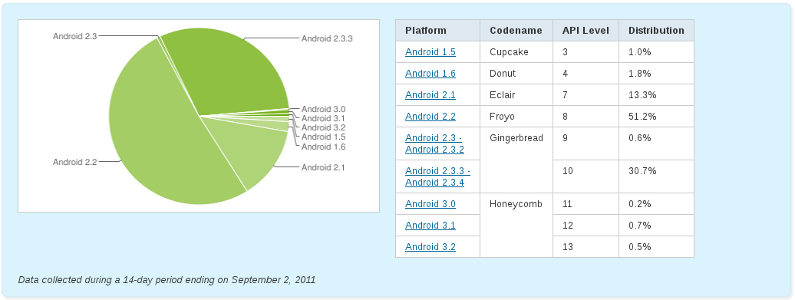 Android 2.3
Android 2.3.3
Android 3.0
Android 3.1
Android 3.2
Android 1.5
Android 1.6
Android 2.1
Android 2.2
Platform Codename API Level Distribution
Android 1.5 Cupcake 3 1.0%
Android 1.6 Donut 4 1.8%
Android 2.1 Eclair 7 13.3%
Android 2.2 Froyo 8 51.2%
Android 2.3 - Gingerbread 9 0.6%
Android 2.3.2
Android 2.3.3 - 10 30.7%
Android 2.3.4
Android 3.0 Honeycomb 11 0.2%
Android 3.1 12 0.7%
Android 3.2 13 0.5%
Data collected during a 14-day period ending on September 2, 2011